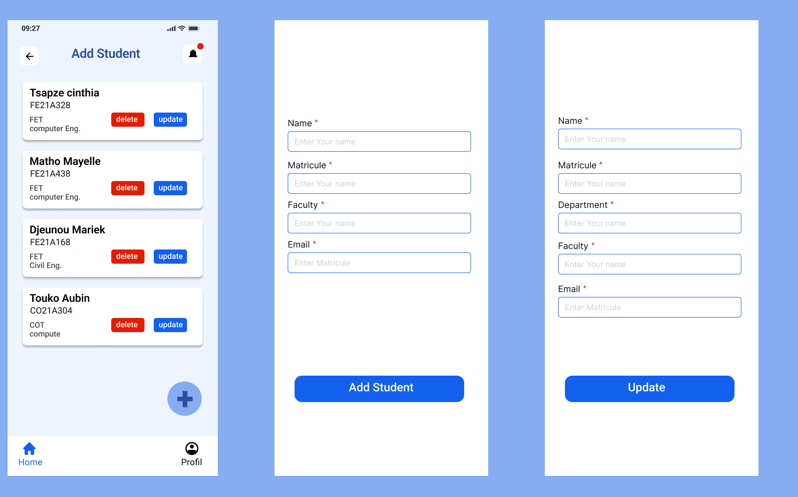 09:27
Add Student
Tsapze cinthia
FE21A328
FET
computer Eng.
delete
update
Matho Mayelle
FE21A438
FET
computer Eng.
delete
update
Djeunou Mariek
FE21A168
FET
Civil Eng.
delete
update
Touko Aubin
CO21A304
COT
compute
delete
update
Home
Profil
Name *
Enter Your name
Matricule *
Enter Your name
Faculty *
Enter Your name
Email *
Enter Matricule
Add Student
Name *
Enter Your name
Matricule *
Enter Your name
Department *
Enter Your name
Faculty *
Enter Your name
Email *
Enter Matricule
Update